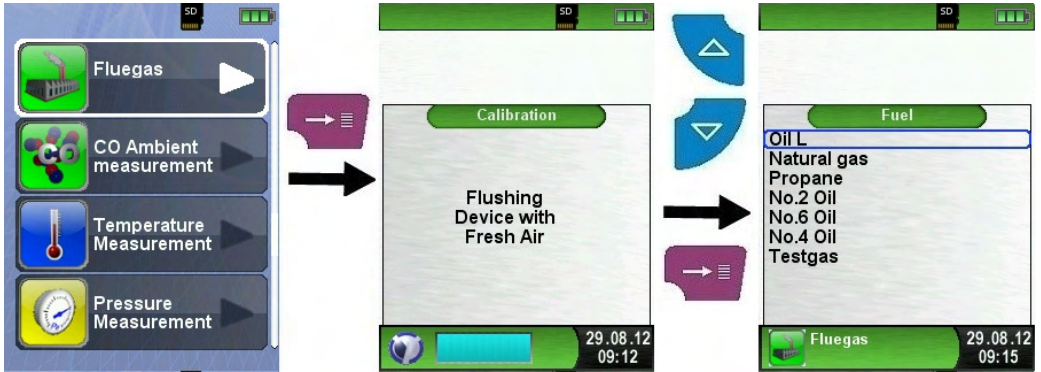 SD
Fluegas
CO Ambient
measurement
CO
Temperature
Measurement
Pressure
Measurement
SD
Calibration
Flushing
Device with
Fresh Air
29.08.12
09:12
SD
Fuel
Oil L
Natural gas
Propane
No.2 Oil
No.6 Oil
No.4 Oil
Testgas
Fluegas
29.08.12
09:15